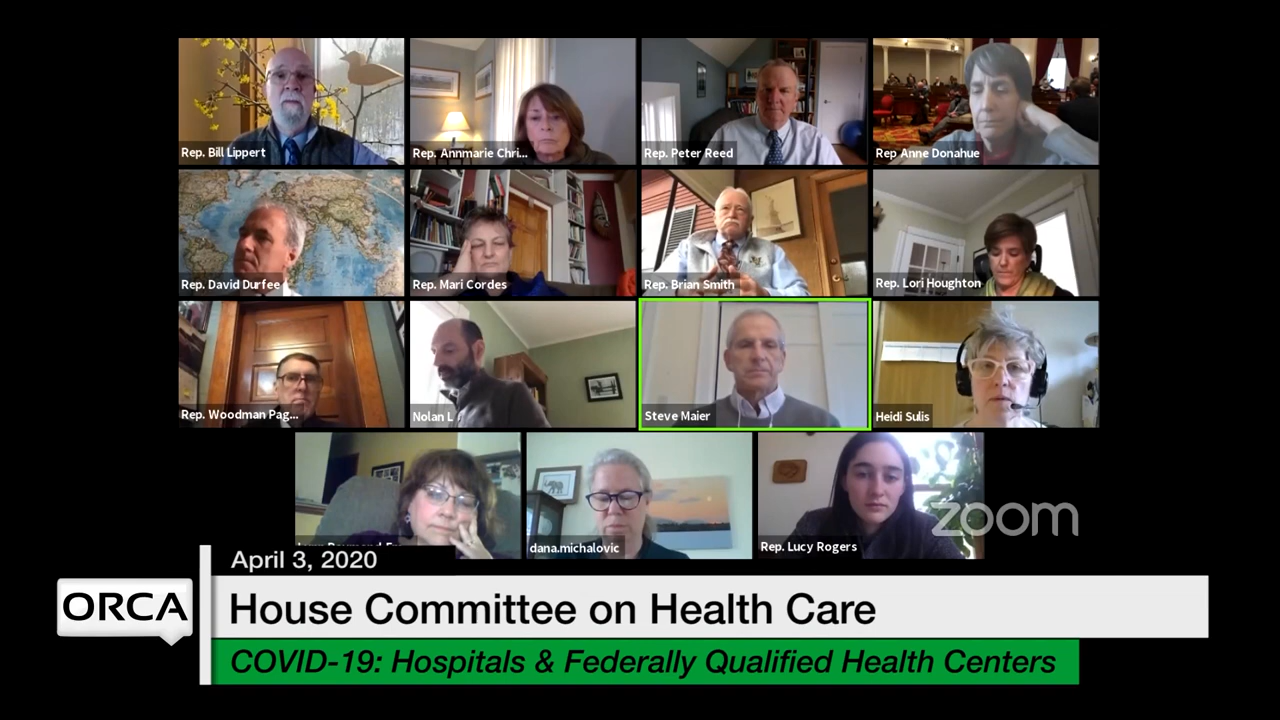 Rep. Bill Lippert
Rep. Annmarie Chri...
Rep. Peter Reed
Rep Anne Donahue
Rep. David Durfee
Rep. Mari Cordes
Rep. Brian Smith
Rep. Lori Houghton
Rep. Woodman Pag...
Nolan L
Steve Maier
Heidi Sulis
dana.michalovic
Rep. Lucy Rogers
zoom
April 3, 2020
ORCA
House Committee on Health Care
COVID-19: Hospitals & Federally Qualified Health Centers